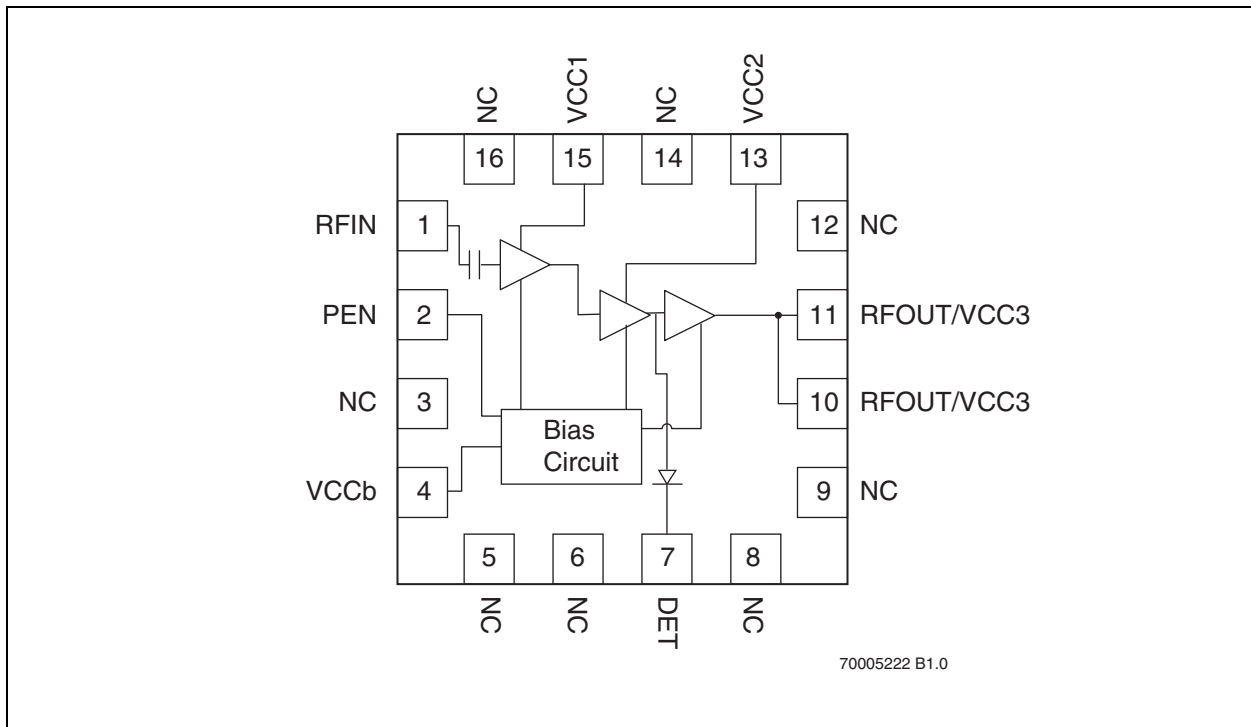 NC
VCC1
NC
VCC2
16
15
14
13
RFIN
1
12
NC
PEN
2
11
RFOUT/VCC3
NC
3
10
RFOUT/VCC3
Bias
Circuit
VCCb
4
9
NC
5
6
7
8
NC
NC
DET
NC
70005222 B1.0